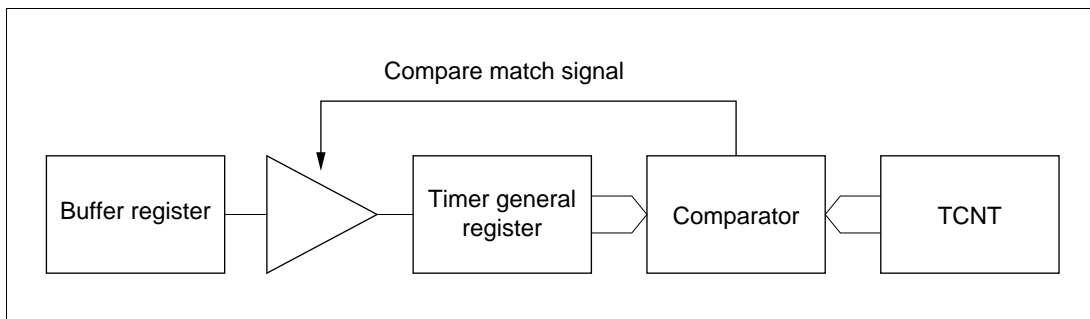 Compare match signal
Buffer register
Timer general
register
Comparator
TCNT